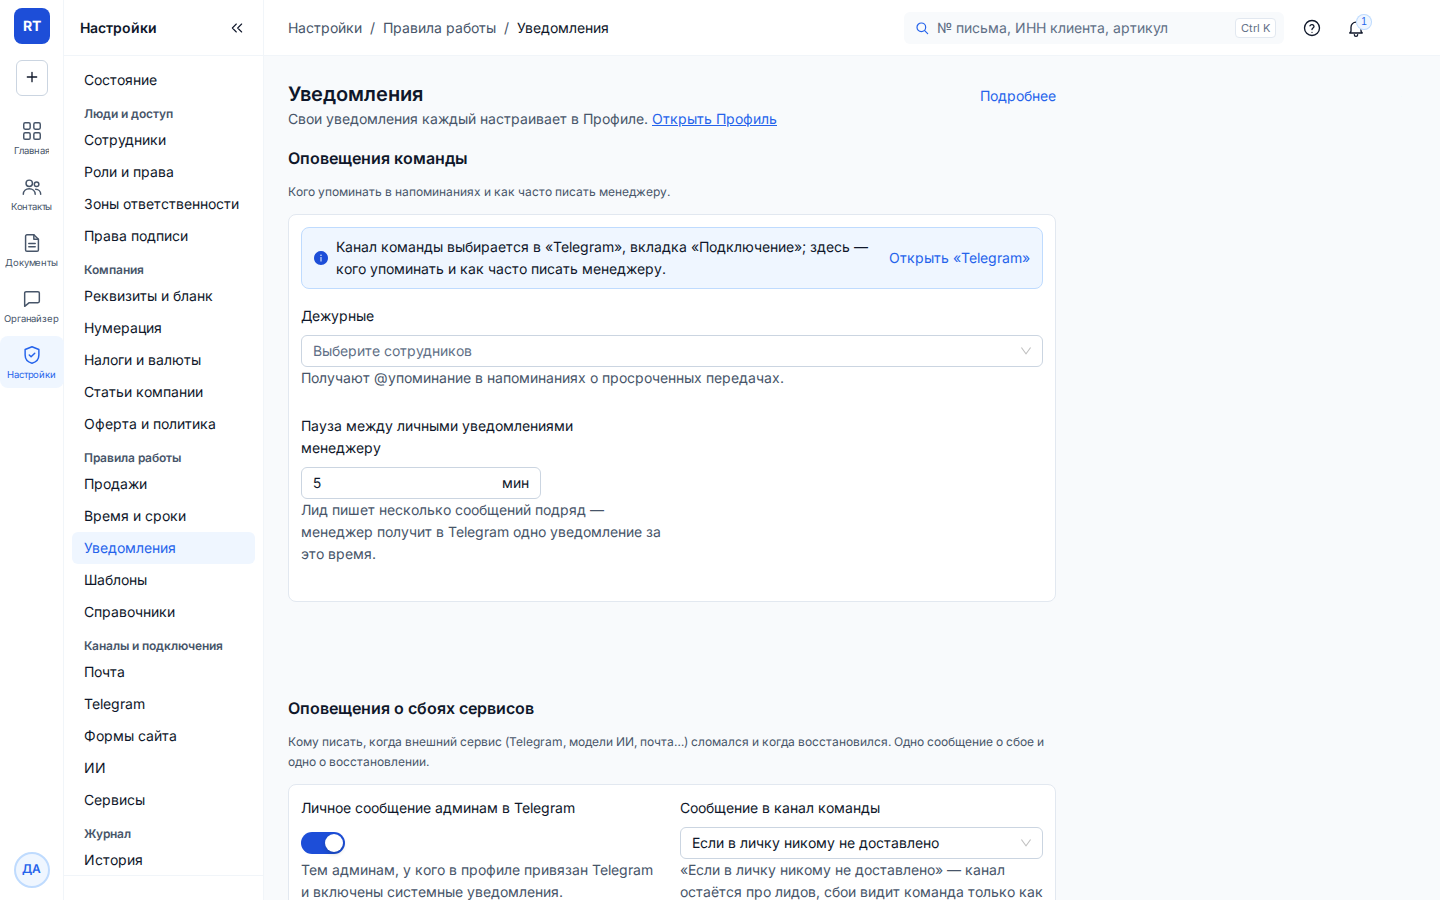 RT
Настройки
Настройки / Правила работы / Уведомления
№ письма, ИНН клиента, артикул
Ctrl K
1
Главная
Контакты
Документы
Органайзер
Настройки
ДА
Состояние
Люди и доступ
Сотрудники
Роли и права
Зоны ответственности
Права подписи
Компания
Реквизиты и бланк
Нумерация
Налоги и валюты
Статьи компании
Оферта и политика
Правила работы
Продажи
Время и сроки
Уведомления
Шаблоны
Справочники
Каналы и подключения
Почта
Telegram
Формы сайта
ИИ
Сервисы
Журнал
История
Уведомления
Подробнее
Свои уведомления каждый настраивает в Профиле. Открыть Профиль
Оповещения команды
Кого упоминать в напоминаниях и как часто писать менеджеру.
Канал команды выбирается в «Telegram», вкладка «Подключение»; здесь —
кого упоминать и как часто писать менеджеру.
Открыть «Telegram»
Дежурные
Выберите сотрудников
Получают @упоминание в напоминаниях о просроченных передачах.
Пауза между личными уведомлениями
менеджеру
5 мин
Лид пишет несколько сообщений подряд —
менеджер получит в Telegram одно уведомление за
это время.
Оповещения о сбоях сервисов
Кому писать, когда внешний сервис (Telegram, модели ИИ, почта…) сломался и когда восстановился. Одно сообщение о сбое и
одно о восстановлении.
Личное сообщение админам в Telegram
Тем админам, у кого в профиле привязан Telegram
и включены системные уведомления.
Сообщение в канал команды
Если в личку никому не доставлено
«Если в личку никому не доставлено» — канал
остаётся про лидов, сбои видит команда только как